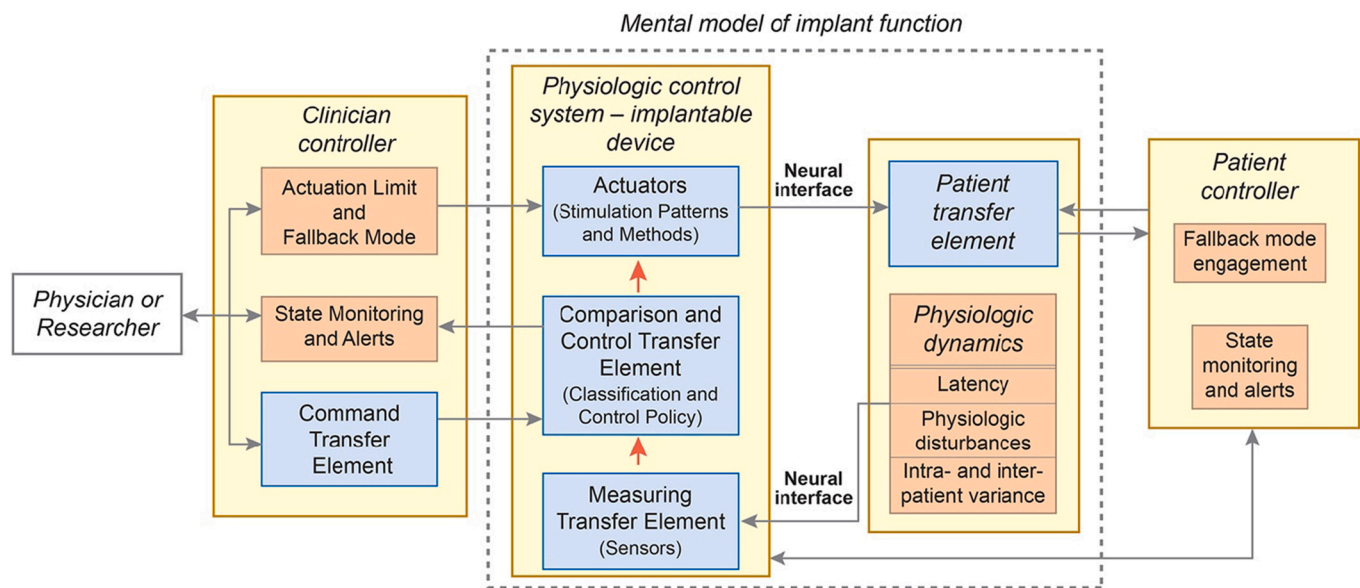 Mental model of implant function
Clinician
controller
Actuation Limit
and
Fallback Mode
State Monitoring
and Alerts
Command
Transfer
Element
Physician or
Researcher
Physiologic control
system – implantable
device
Actuators
(Stimulation Patterns
and Methods)
Comparison and
Control Transfer
Element
(Classification and
Control Policy)
Measuring
Transfer Element
(Sensors)
Neural
interface
Neural
interface
Patient
transfer
element
Physiologic
dynamics
Latency
Physiologic
disturbances
Intra- and inter-
patient variance
Patient
controller
Fallback mode
engagement
State
monitoring
and alerts